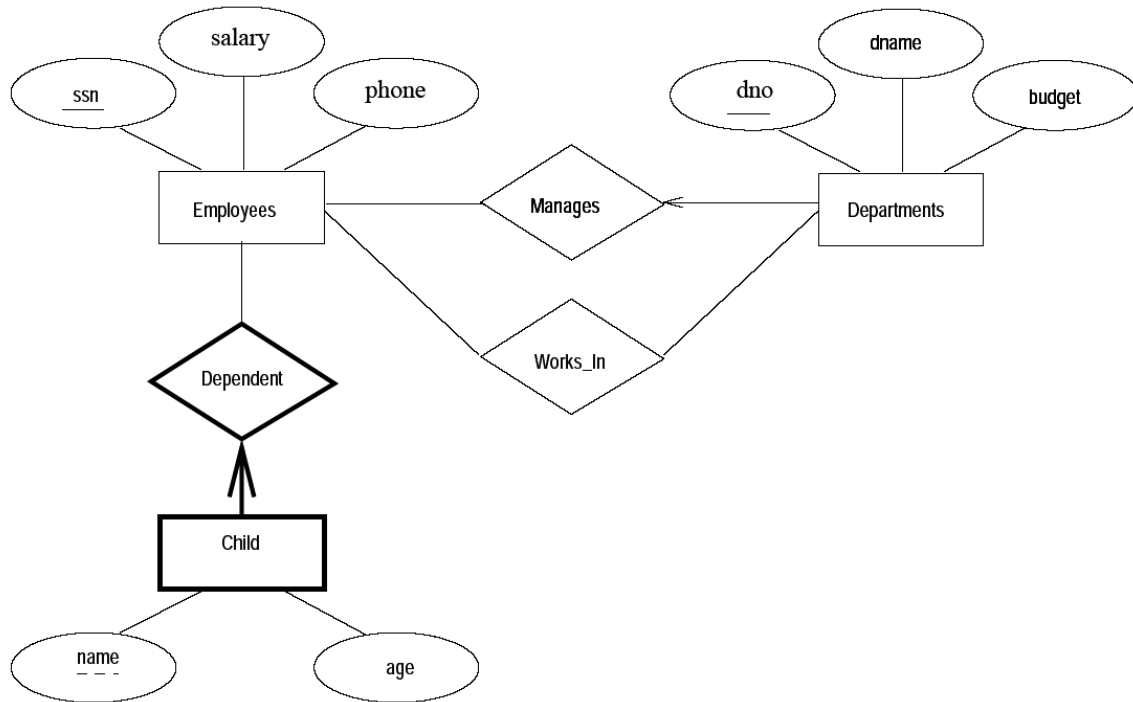 salary
dname
ssn
phone
dno
budget
Employees
Manages
Departments
Works_In
Dependent
Child
name
age